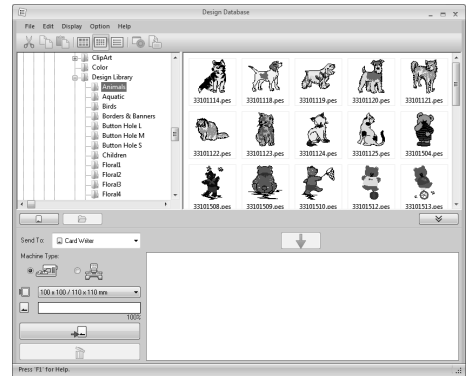 Design Database
File Edit Display Option Help
ClipArt
Color
Design Library
Animals
Aquatic
Birds
Borders & Banners
Button Hole L
Button Hole M
Button Hole S
Children
Floral1
Floral2
Floral3
Floral4
33101114.pes 33101118.pes 33101119.pes 33101120.pes 33101121.pes
33101122.pes 33101123.pes 33101124.pes 33101125.pes 33101504.pes
33101508.pes 33101509.pes 33101510.pes 33101512.pes 33101513.pes
Send To: Card Writer
Machine Type:
100 x 100 / 110 x 110 mm
100%
Press 'F1' for Help.